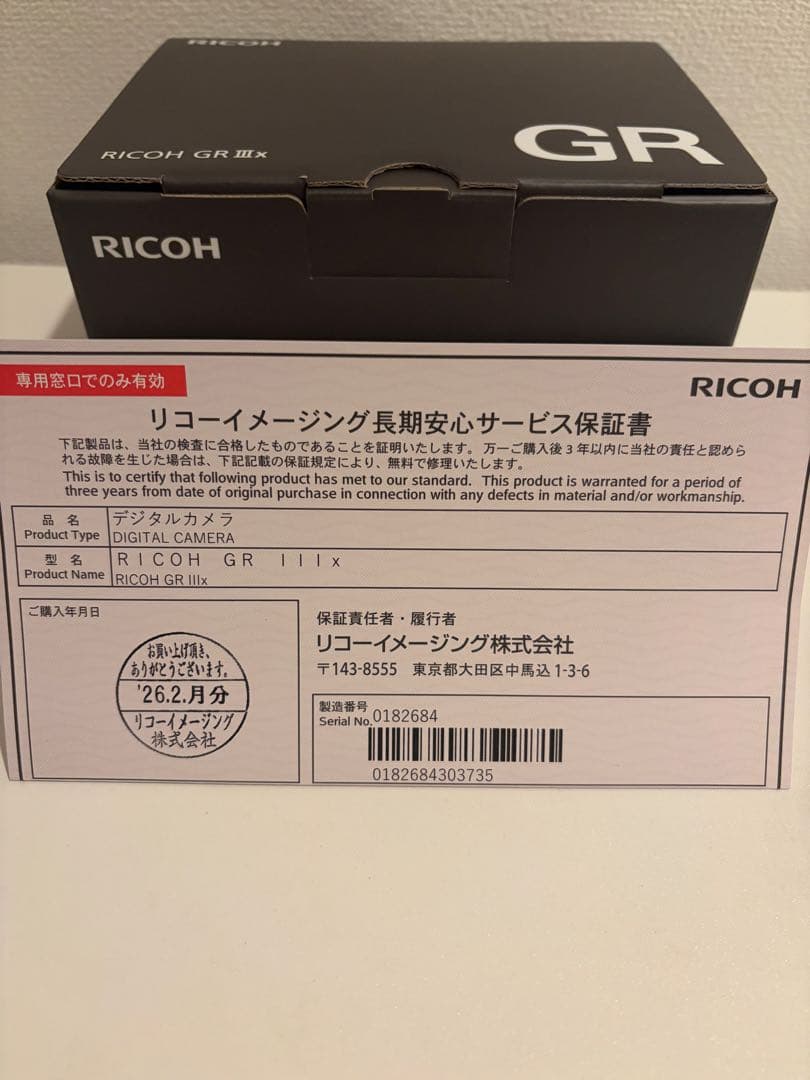 RICOH
RICOH GR IIIx
GR
RICOH
専用窓口でのみ有効
RICOH
リコーイメージング長期安心サービス保証書
下記製品は、当社の検査に合格したものであることを証明いたします。万一ご購入後3年以内に当社の責任と認めら
れる故障を生じた場合は、下記記載の保証規定により、無料で修理いたします。
This is to certify that following product has met to our standard. This product is warranted for a period of
three years from date of original purchase in connection with any defects in material and/or workmanship.
品 名
Product Type
デジタルカメラ
DIGITAL CAMERA
型 名
Product Name
RICOH GR IIIx
RICOH GR IIIx
ご購入年月日
お買い上げ頂き、
ありがとうございます。
'26.2.月分
リコーイメージング
株式会社
保証責任者・履行者
リコーイメージング株式会社
〒143-8555 東京都大田区中馬込1-3-6
製造番号
Serial No.
0182684
0182684303735